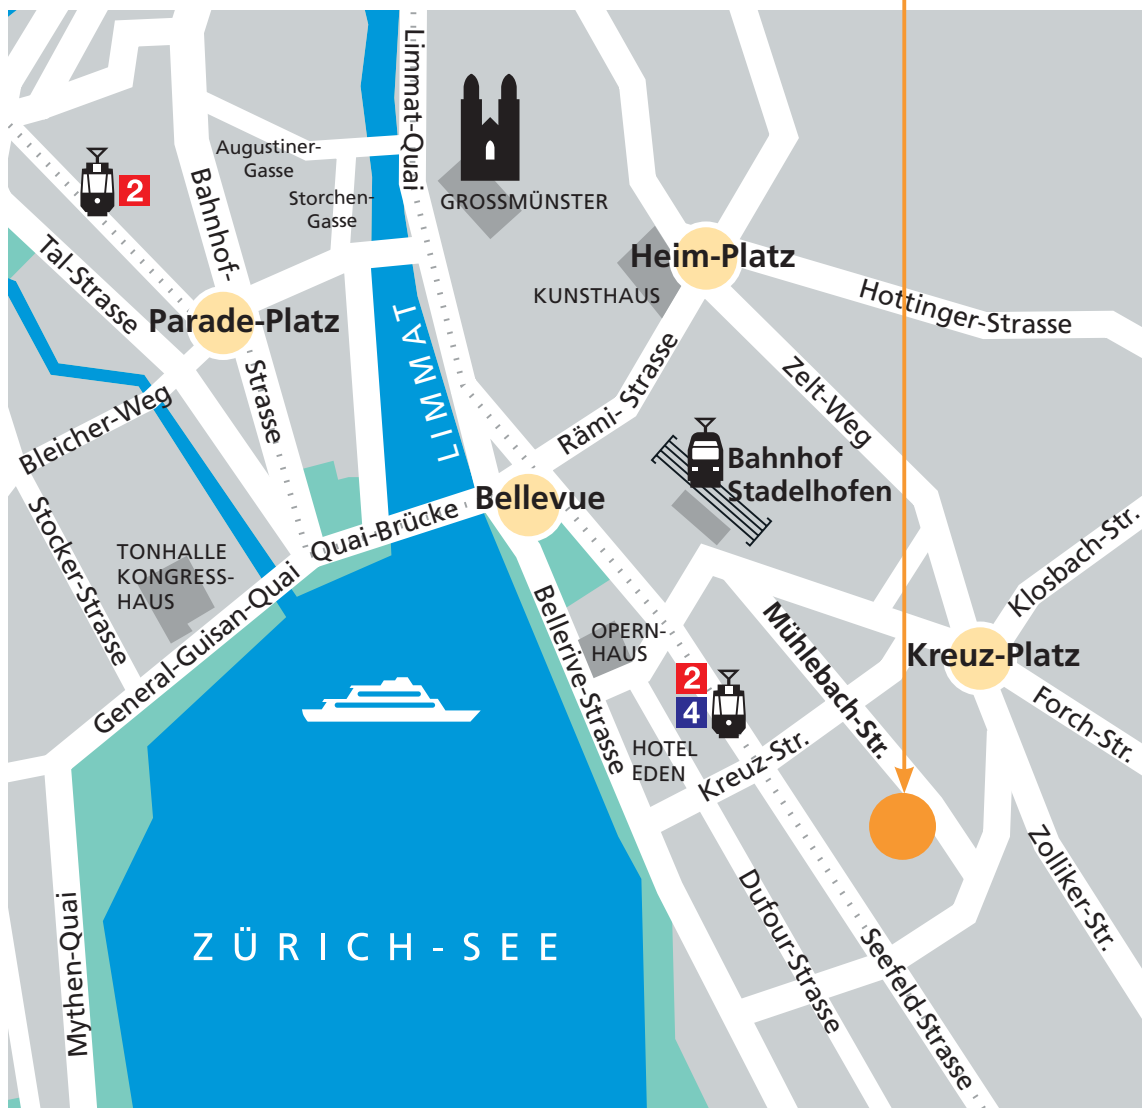 Limmat-Quai
Augustiner-
Gasse
2
Bahnhof-
Storchen-
Gasse
GROSSMÜNSTER
Tal-Strasse
Heim-Platz
KUNSTHAUS
Hottinger-Strasse
Parade-Platz
LIMMAT
Strasse
Rämi- Strasse
Zelt-Weg
Bleicher-Weg
Bahnhof
Stadelhofen
Bellevue
Quai-Brücke
Stocker-Strasse
TONHALLE
KONGRESS-
HAUS
General-Guisan-Quai
Klosbach-Str.
Bellerive-Strasse
OPERN-
HAUS
Mühlebach-Str.
Kreuz-Platz
2
4
Forch-Str.
HOTEL
EDEN
Kreuz-Str.
Zolliker-Str.
Dufour-Strasse
Seefeld-Strasse
Mythen-Quai
ZÜRICH-SEE